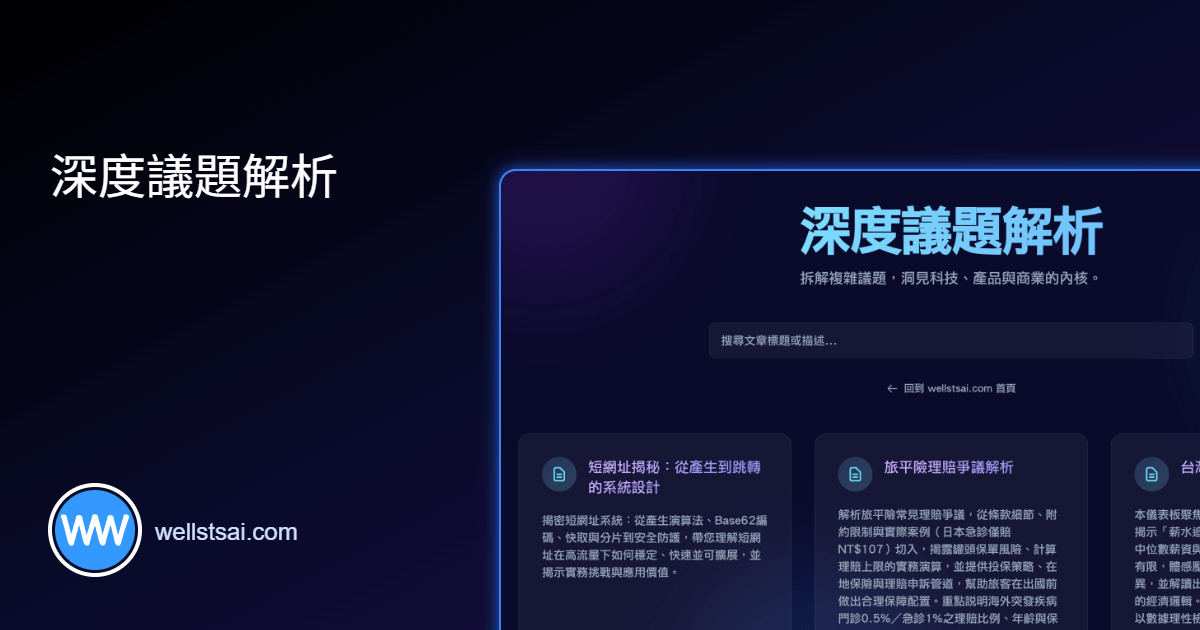 深度議題解析
wellstsai.com
深度議題解析
拆解複雜議題，洞見科技、產品與商業的內核。
搜尋文章標題或描述...
← 回到 wellstsai.com 首頁
短網址揭秘：從產生到跳轉
的系統設計
揭密短網址系統：從產生演算法、Base62編
碼、快取與分片到安全防護，帶您理解短網
址在高流量下如何穩定、快速並可擴展，並
揭示實務挑戰與應用價值。
旅平險理賠爭議解析
解析旅平險常見理賠爭議，從條款細節、附
約限制與實際案例（日本急診僅賠
NT$107）切入，揭露罐頭保單風險、計算
理賠上限的實務演算，並提供投保策略、在
地保險與理賠申訴管道，幫助旅客在出國前
做出合理保障配置。重點説明海外突發疾病
門診0.5%／急診1%之理賠比例、年齡與保
台
本儀表板聚焦
揭示「薪水
中位數薪資與
有限，體感
異，並解讀出
的經濟邏輯。
以數據理性